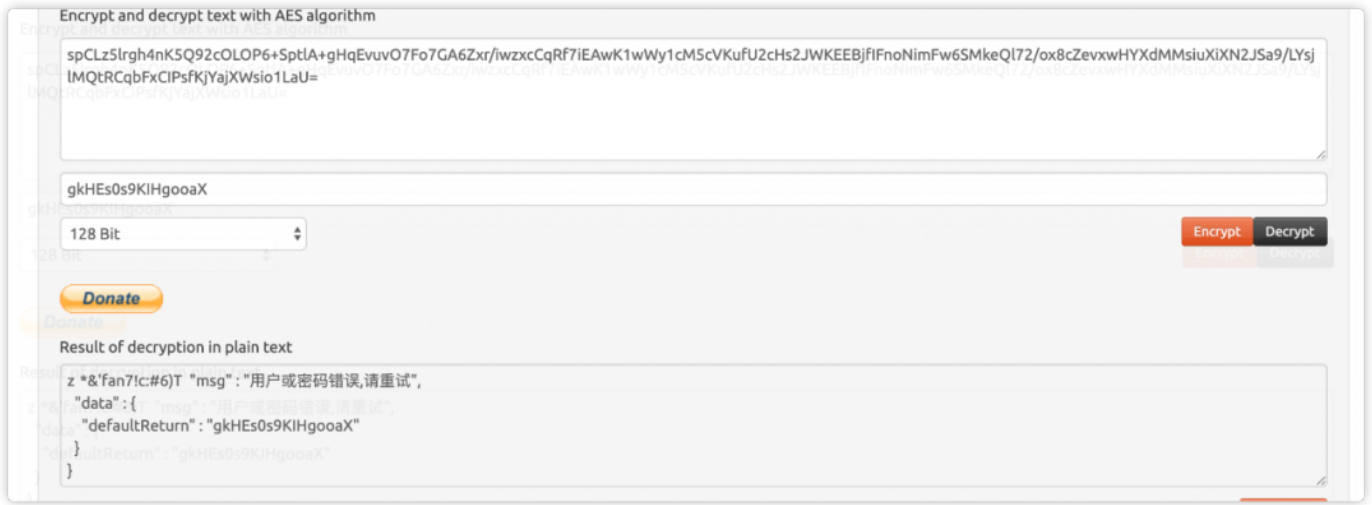 Encrypt and decrypt text with AES algorithm
spCLz5lrgh4nK5Q92cOLOP6+SptlA+gHqEvuvO7Fo7GA6Zxr/iwzxcCqRf7iEAwK1wWy1cM5cVKufU2cHs2JWKEEBjfIFnoNimFw6SMkeQl72/ox8cZevxwHYXdMMsiuXiXN2JSa9/LYsj
lMQtRCqbFxCIPsfKjYajXWsio1LaU=
gkHEs0s9KIHgooaX
128 Bit
Encrypt Decrypt
Donate
Result of decryption in plain text
z *&'fan7!c:#6)T "msg" : "用户或密码错误,请重试",
"data" : {
"defaultReturn" : "gkHEs0s9KIHgooaX"
}
}